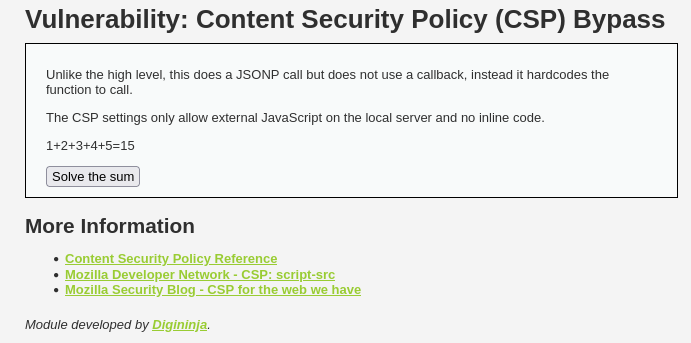 Vulnerability: Content Security Policy (CSP) Bypass
Unlike the high level, this does a JSONP call but does not use a callback, instead it hardcodes the
function to call.
The CSP settings only allow external JavaScript on the local server and no inline code.
1+2+3+4+5=15
Solve the sum
More Information
Content Security Policy Reference
Mozilla Developer Network - CSP: script-src
Mozilla Security Blog - CSP for the web we have
Module developed by Digininja.